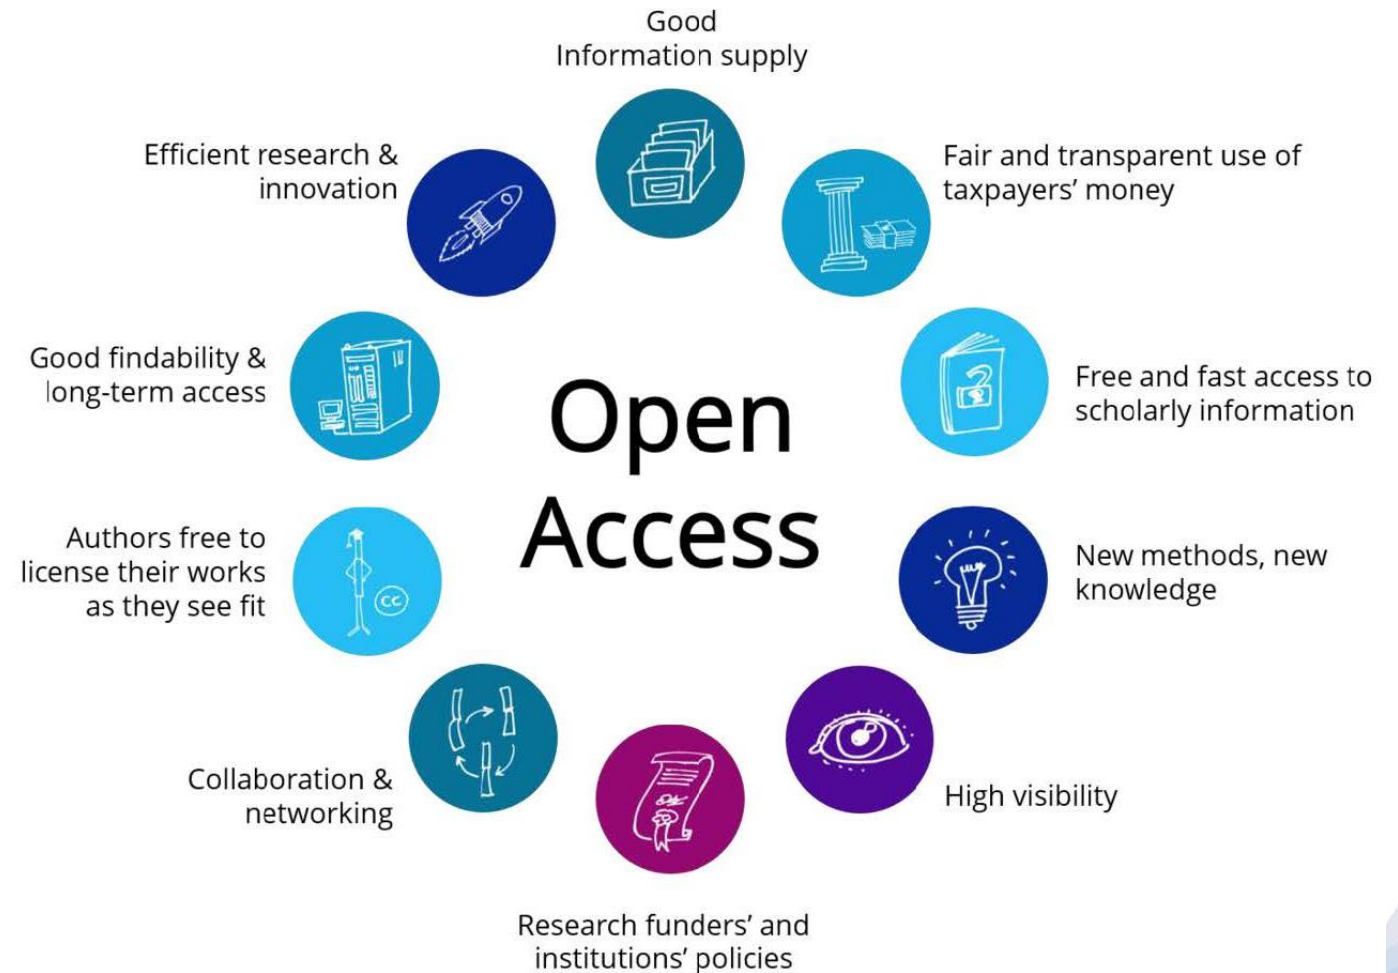 Good
Information supply
Efficient research &
innovation
Fair and transparent use of
taxpayers’ money
Good findability &
long-term access
Free and fast access to
scholarly information
Open
Access
Authors free to
license their works
as they see fit
cc
New methods, new
knowledge
Collaboration &
networking
High visibility
Research funders’ and
institutions’ policies